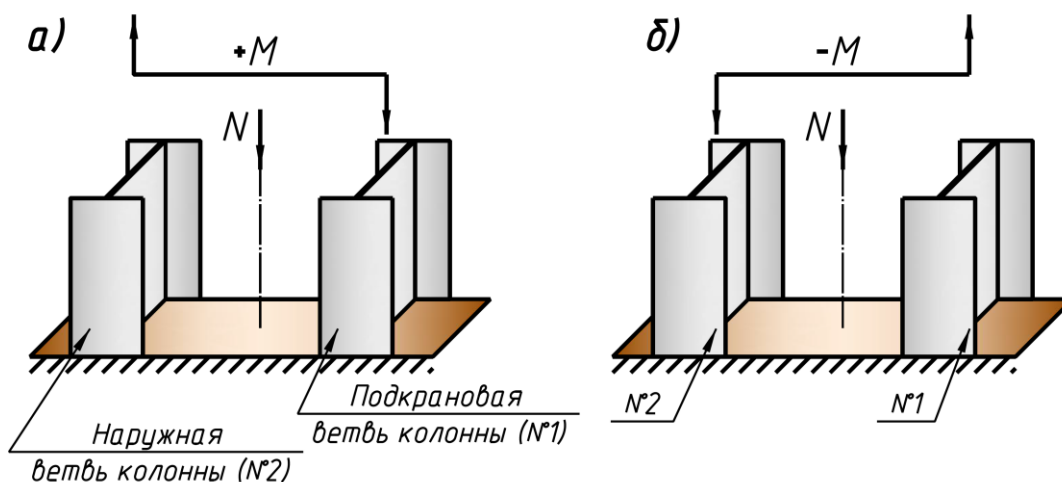 а)
+M
N
Подкрановая
ветвь колонны (№1)
Наружная
ветвь колонны (№2)
б)
-M
N
№2
№1